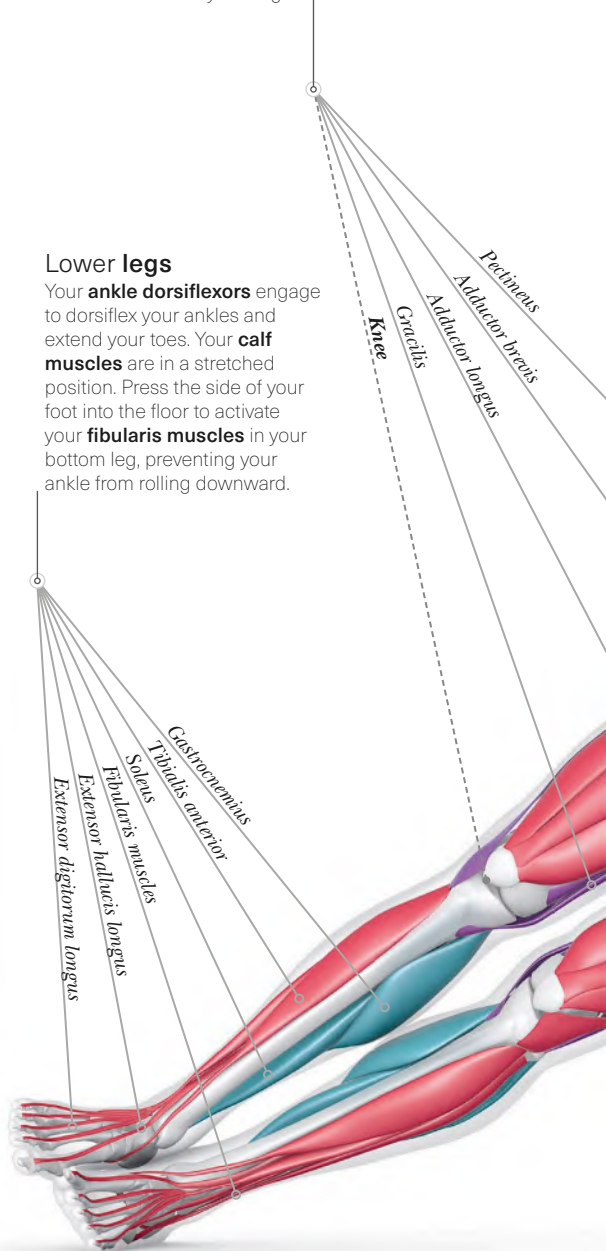 Pectineus
Adductor brevis
Adductor longus
Gracilis
Knee
Lower legs
Your ankle dorsiflexors engage
to dorsiflex your ankles and
extend your toes. Your calf
muscles are in a stretched
position. Press the side of your
foot into the floor to activate
your fibularis muscles in your
bottom leg, preventing your
ankle from rolling downward.
Gastrocnemius
Tibialis anterior
Soleus
Fibularis muscles
Extensor hallucis longus
Extensor digitorum longus